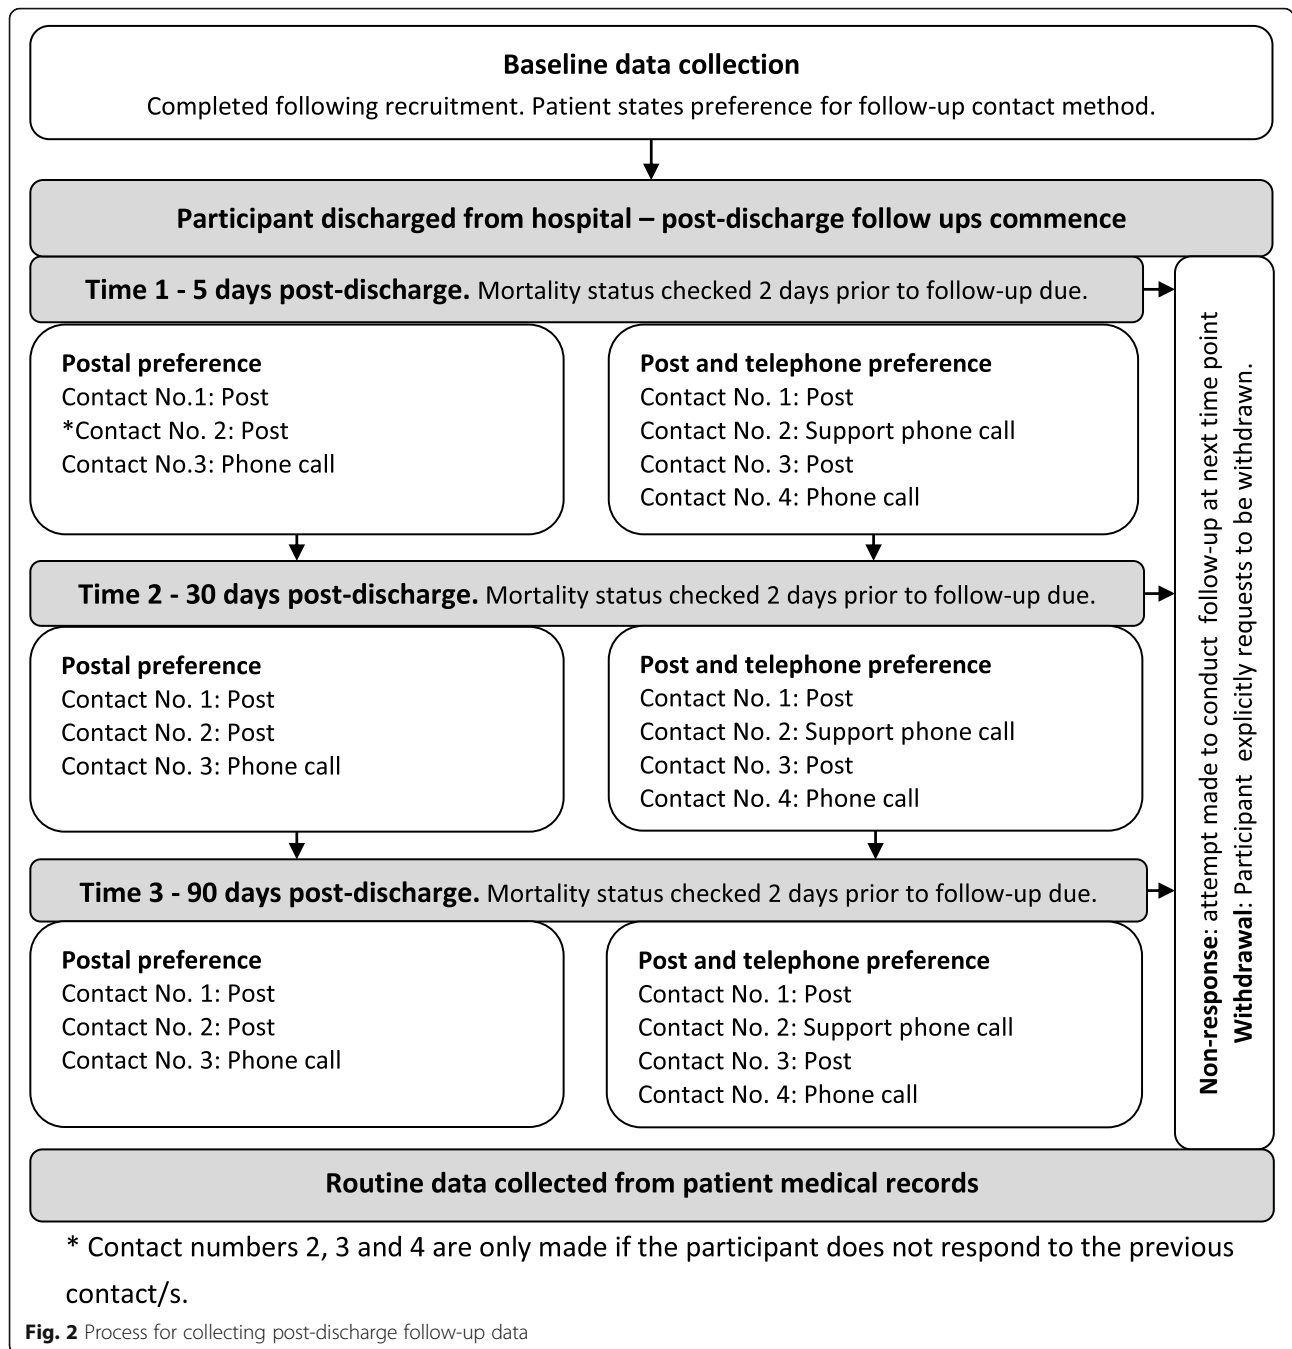 Baseline data collection
Completed following recruitment. Patient states preference for follow-up contact method.
Participant discharged from hospital – post-discharge follow ups commence
Time 1 - 5 days post-discharge. Mortality status checked 2 days prior to follow-up due.
Postal preference
Contact No.1: Post
*Contact No. 2: Post
Contact No.3: Phone call
Post and telephone preference
Contact No. 1: Post
Contact No. 2: Support phone call
Contact No. 3: Post
Contact No. 4: Phone call
Time 2 - 30 days post-discharge. Mortality status checked 2 days prior to follow-up due.
Postal preference
Contact No. 1: Post
Contact No. 2: Post
Contact No. 3: Phone call
Post and telephone preference
Contact No. 1: Post
Contact No. 2: Support phone call
Contact No. 3: Post
Contact No. 4: Phone call
Time 3 - 90 days post-discharge. Mortality status checked 2 days prior to follow-up due.
Postal preference
Contact No. 1: Post
Contact No. 2: Post
Contact No. 3: Phone call
Post and telephone preference
Contact No. 1: Post
Contact No. 2: Support phone call
Contact No. 3: Post
Contact No. 4: Phone call
Non-response: attempt made to conduct follow-up at next time point
Withdrawal: Participant explicitly requests to be withdrawn.
Routine data collected from patient medical records
* Contact numbers 2, 3 and 4 are only made if the participant does not respond to the previous
contact/s.
Fig. 2 Process for collecting post-discharge follow-up data